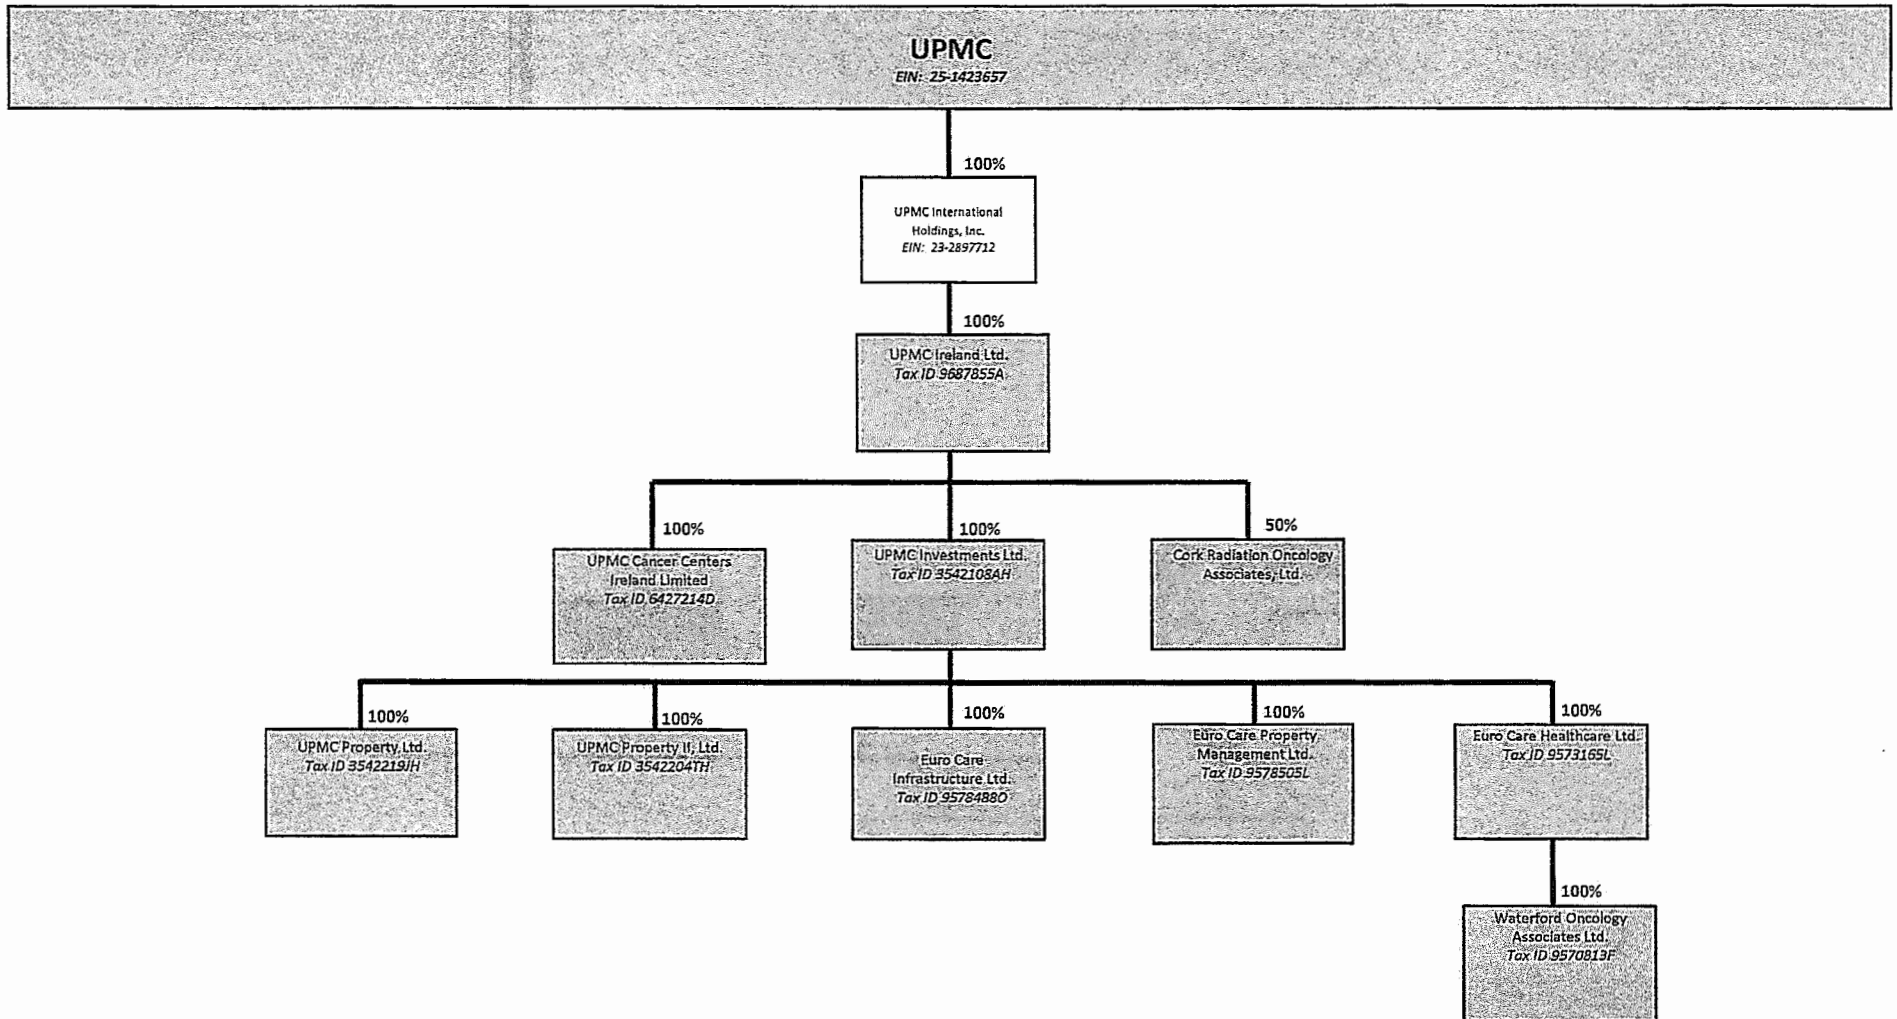 UPMC
EIN: 25-1423657
100%
UPMC International
Holdings, Inc.
EIN: 23-2897712
100%
UPMC Ireland Ltd.
Tax ID 9687855A
100%
UPMC Cancer Centers
Ireland Limited
Tax ID 6427214D
100%
UPMC Investments Ltd.
Tax ID 3542108AH
50%
Cork Radiation Oncology
Associates, Ltd.
100%
UPMC Property Ltd.
Tax ID 3542219JH
100%
UPMC Property II, Ltd.
Tax ID 3542204TH
100%
Euro Care
Infrastructure Ltd.
Tax ID 9578488O
100%
Euro Care Property
Management Ltd.
Tax ID 9578505L
100%
Euro Care Healthcare Ltd.
Tax ID 9573165L
100%
Waterford Oncology
Associates Ltd.
Tax ID 9570813F